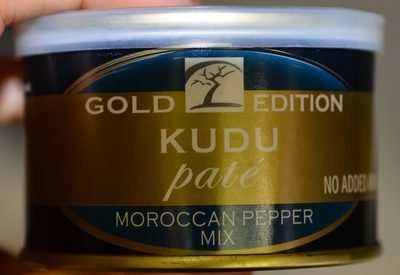 GOLD EDITION
KUDU
paté
NO ADDED
MOROCCAN PEPPER
MIX